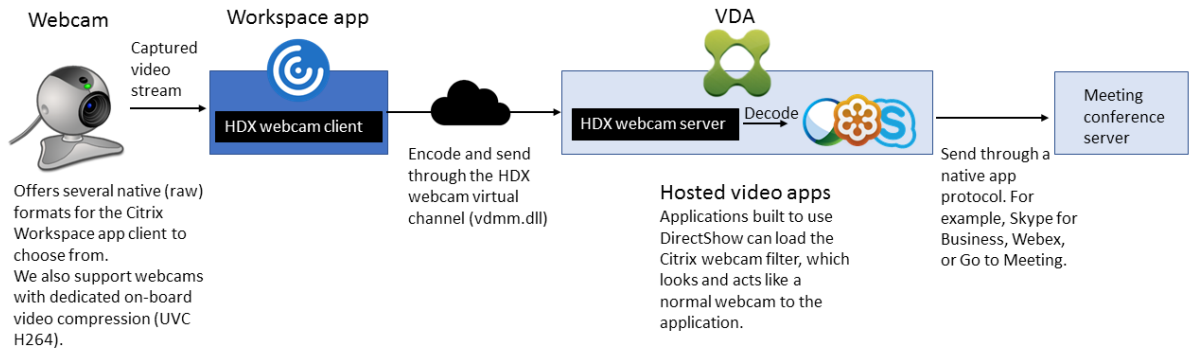 Webcam
Captured
video
stream
Offers several native (raw)
formats for the Citrix
Workspace app client to
choose from.
We also support webcams
with dedicated on-board
video compression (UVC
H264).
Workspace app
HDX webcam client
Encode and send
through the HDX
webcam virtual
channel (vdmm.dll)
VDA
HDX webcam server
Decode
Hosted video apps
Applications built to use
DirectShow can load the
Citrix webcam filter, which
looks and acts like a
normal webcam to the
application.
Send through a
native app
protocol. For
example, Skype for
Business, Webex,
or Go to Meeting.
Meeting
conference
server